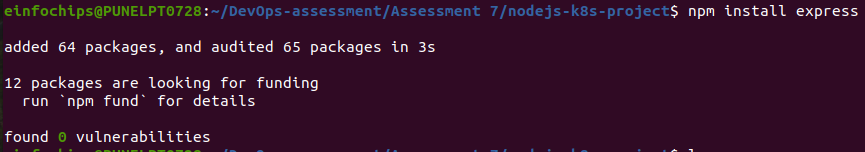 einfochips@PUNELPT0728:~/DevOps-assessment/Assessment 7/nodejs-k8s-project$ npm install express
added 64 packages, and audited 65 packages in 3s
12 packages are looking for funding
run `npm fund` for details
found 0 vulnerabilities